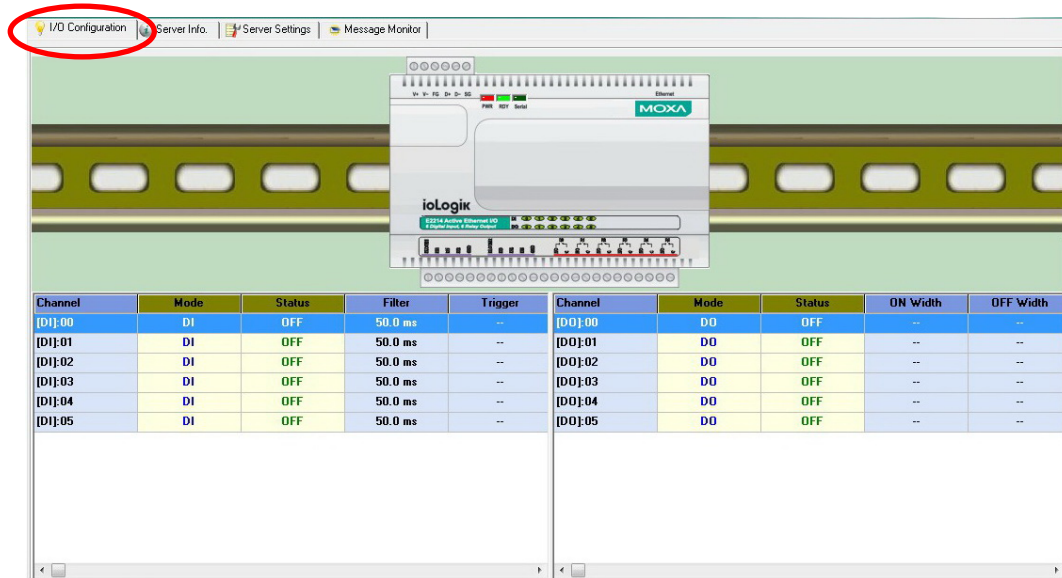 I/O Configuration Server Info. Server Settings Message Monitor
V+ V- FG D+ D- SG
PWR RDY Serial
Ethernet
MOXA
ioLogik
E2214 Active Ethernet I/O
6 Digital Input, 6 Relay Output
DI
DO
Channel Mode Status Filter Trigger Channel Mode Status ON Width OFF Width
[DI]:00 DI OFF 50.0 ms -- [DO]:00 DO OFF -- --
[DI]:01 DI OFF 50.0 ms -- [DO]:01 DO OFF -- --
[DI]:02 DI OFF 50.0 ms -- [DO]:02 DO OFF -- --
[DI]:03 DI OFF 50.0 ms -- [DO]:03 DO OFF -- --
[DI]:04 DI OFF 50.0 ms -- [DO]:04 DO OFF -- --
[DI]:05 DI OFF 50.0 ms -- [DO]:05 DO OFF -- --